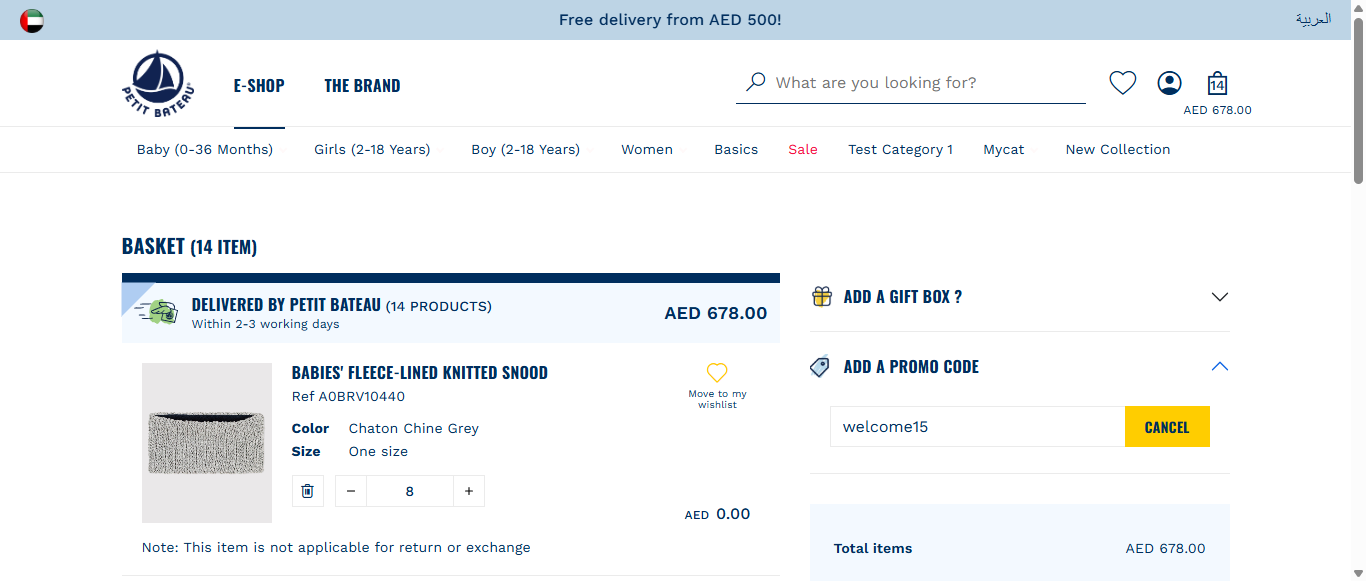 Free delivery from AED 500!
العربية
PETIT BATEAU
E-SHOP
THE BRAND
What are you looking for?
14
AED 678.00
Baby (0-36 Months)
Girls (2-18 Years)
Boy (2-18 Years)
Women
Basics
Sale
Test Category 1
Mycat
New Collection
BASKET (14 ITEM)
DELIVERED BY PETIT BATEAU (14 PRODUCTS)
Within 2-3 working days
AED 678.00
BABIES' FLEECE-LINED KNITTED SNOOD
Ref A0BRV10440
Color Chaton Chine Grey
Size One size
− 8 +
Move to my
wishlist
AED 0.00
Note: This item is not applicable for return or exchange
ADD A GIFT BOX ?
ADD A PROMO CODE
welcome15
CANCEL
Total items AED 678.00